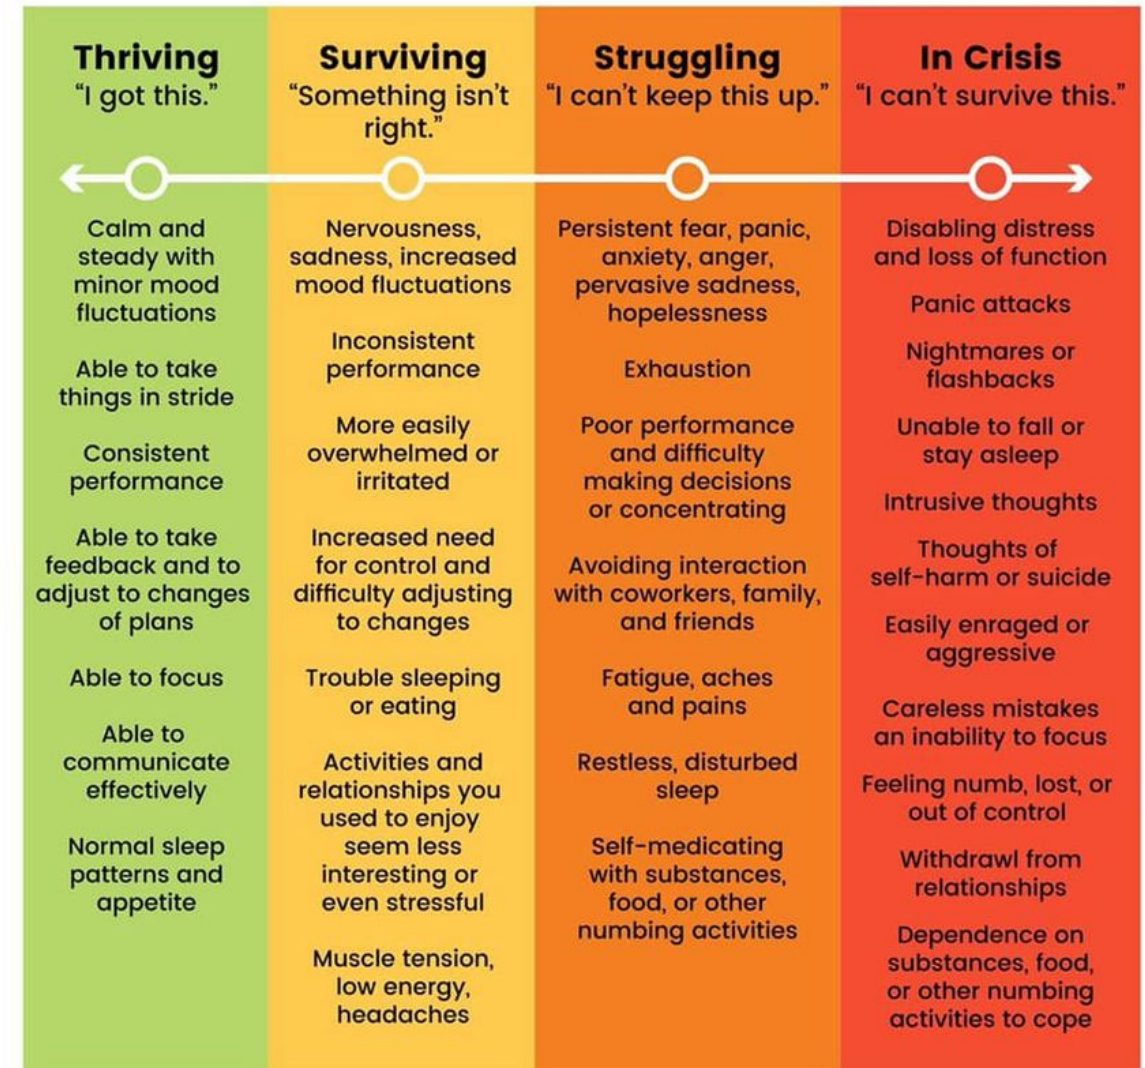 Thriving
“I got this.”
Calm and
steady with
minor mood
fluctuations
Able to take
things in stride
Consistent
performance
Able to take
feedback and to
adjust to changes
of plans
Able to focus
Able to
communicate
effectively
Normal sleep
patterns and
appetite
Surviving
“Something isn’t
right.”
Nervousness,
sadness, increased
mood fluctuations
Inconsistent
performance
More easily
overwhelmed or
irritated
Increased need
for control and
difficulty adjusting
to changes
Trouble sleeping
or eating
Activities and
relationships you
used to enjoy
seem less
interesting or
even stressful
Muscle tension,
low energy,
headaches
Struggling
“I can’t keep this up.”
Persistent fear, panic,
anxiety, anger,
pervasive sadness,
hopelessness
Exhaustion
Poor performance
and difficulty
making decisions
or concentrating
Avoiding interaction
with coworkers, family,
and friends
Fatigue, aches
and pains
Restless, disturbed
sleep
Self-medicating
with substances,
food, or other
numbing activities
In Crisis
“I can’t survive this.”
Disabling distress
and loss of function
Panic attacks
Nightmares or
flashbacks
Unable to fall or
stay asleep
Intrusive thoughts
Thoughts of
self-harm or suicide
Easily enraged or
aggressive
Careless mistakes
an inability to focus
Feeling numb, lost, or
out of control
Withdrawl from
relationships
Dependence on
substances, food,
or other numbing
activities to cope